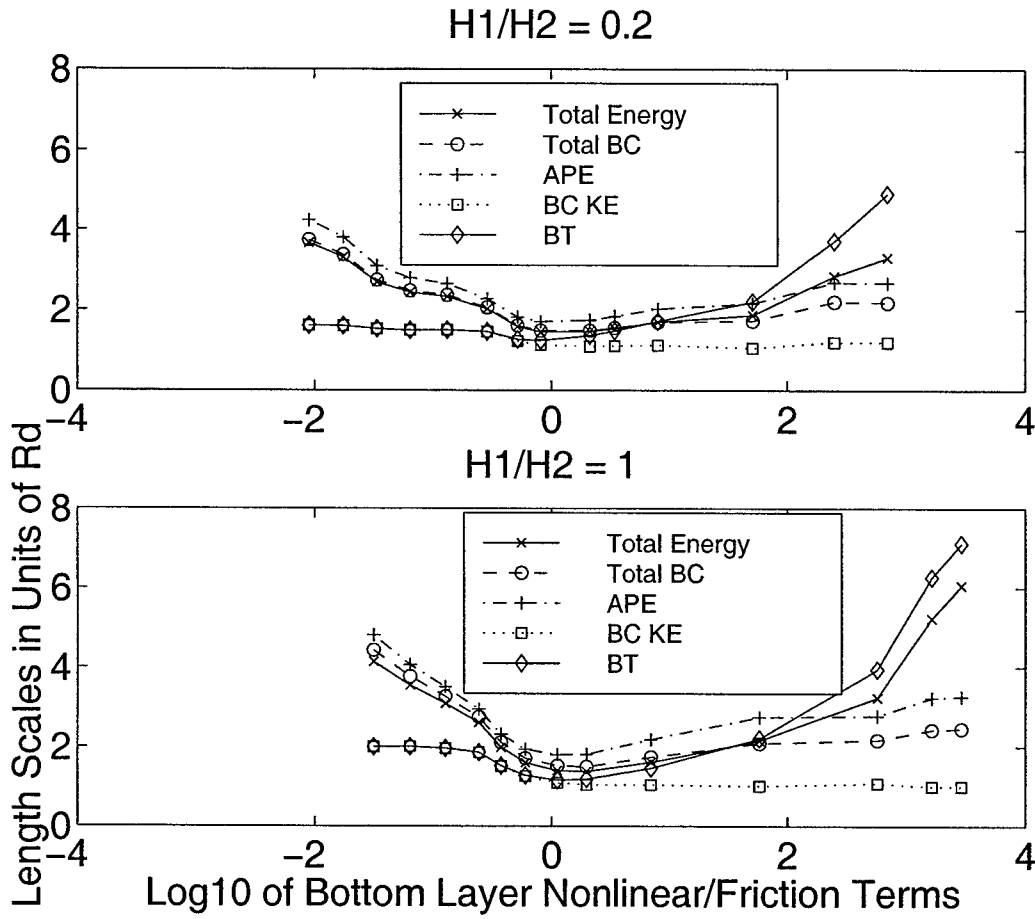 H1/H2 = 0.2
8
6
4
2
0
Total Energy
Total BC
APE
BC KE
BT
−4
−2
0
2
4
H1/H2 = 1
Length Scales in Units of Rd
8
6
4
2
0
Total Energy
Total BC
APE
BC KE
BT
−4
−2
0
2
4
Log10 of Bottom Layer Nonlinear/Friction Terms